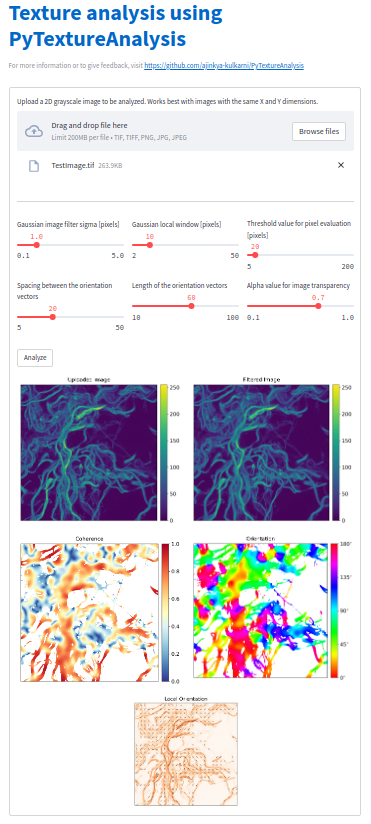 Texture analysis using
PyTextureAnalysis
For more information or to give feedback, visit https://github.com/ajinkya-kulkarni/PyTextureAnalysis
Upload a 2D grayscale image to be analyzed. Works best with images with the same X and Y dimensions.
Drag and drop file here
Limit 200MB per file • TIF, TIFF, PNG, JPG, JPEG
Browse files
TestImage.tif 263.9KB
Gaussian image filter sigma [pixels]
1.0
0.1 5.0
Gaussian local window [pixels]
10
2 50
Threshold value for pixel evaluation
[pixels]
20
5 200
Spacing between the orientation
vectors
20
5 50
Length of the orientation vectors
60
10 100
Alpha value for image transparency
0.7
0.1 1.0
Analyze
Uploaded Image
250
200
150
100
50
0
Filtered Image
250
200
150
100
50
0
Coherence
1.0
0.8
0.6
0.4
0.2
0.0
Orientation
180°
135°
90°
45°
0°
Local Orientation